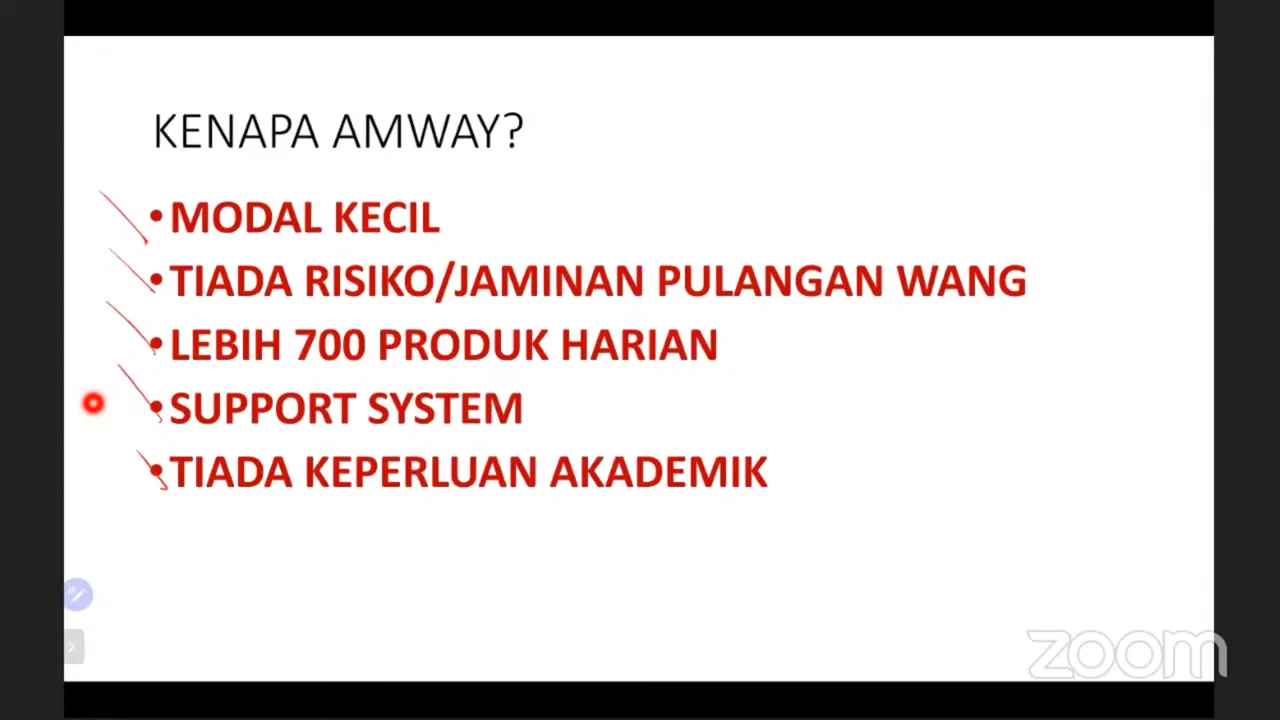 KENAPA AMWAY?
•MODAL KECIL
•TIADA RISIKO/JAMINAN PULANGAN WANG
•LEBIH 700 PRODUK HARIAN
•SUPPORT SYSTEM
•TIADA KEPERLUAN AKADEMIK
zoom